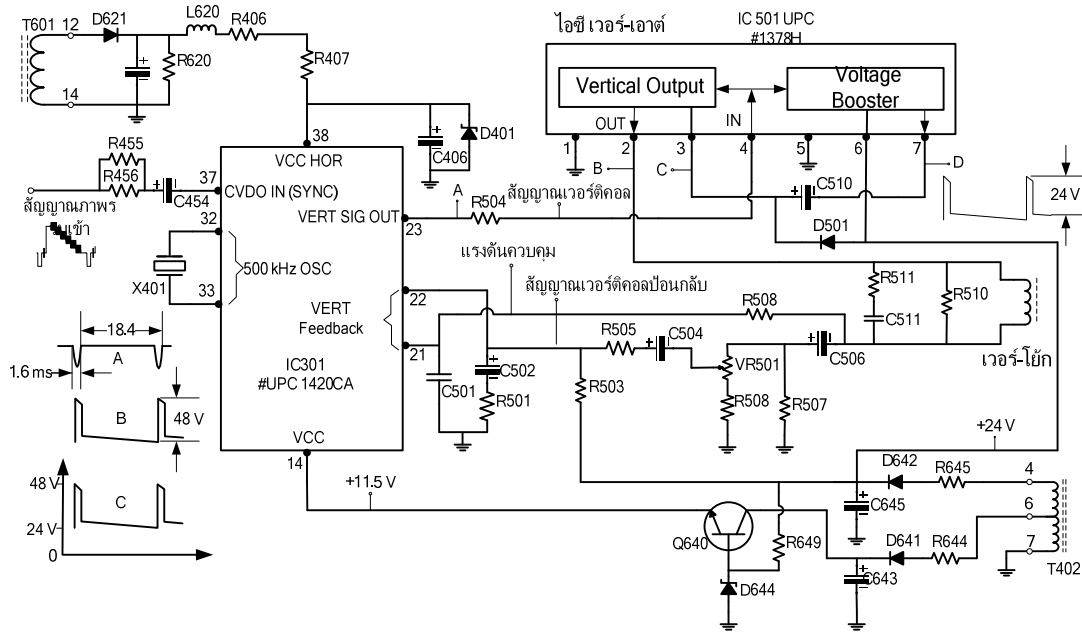 T601
12
D621
L620
R406
R620
R407
14
ไอซี เวอร์-เอาต์
IC 501 UPC
#1378H
Vertical Output
Voltage
Booster
OUT
IN
1
2
3
4
5
6
7
B
C
D
24 V
38
C406
D401
R455
R456
C454
37
VCC HOR
CVDO IN (SYNC)
VERT SIG OUT
23
A
R504
สัญญาณเวอร์ติคอล
C510
D501
สัญญาณภาพร
บเข้า
32
500 kHz OSC
X401
33
แรงดันควบคุม
สัญญาณเวอร์ติคอลป้อนกลับ
22
VERT
Feedback
21
R511
C511
R510
R508
R505
C504
C506
เวอร์-โย้ก
IC301
#UPC 1420CA
C501
C502
R501
R503
VR501
R508
R507
18.4
A
1.6 ms
B
48 V
C
48 V
24 V
0
VCC
14
+11.5 V
+24 V
D642
R645
4
C645
6
D641
R644
7
T402
C643
Q640
R649
D644